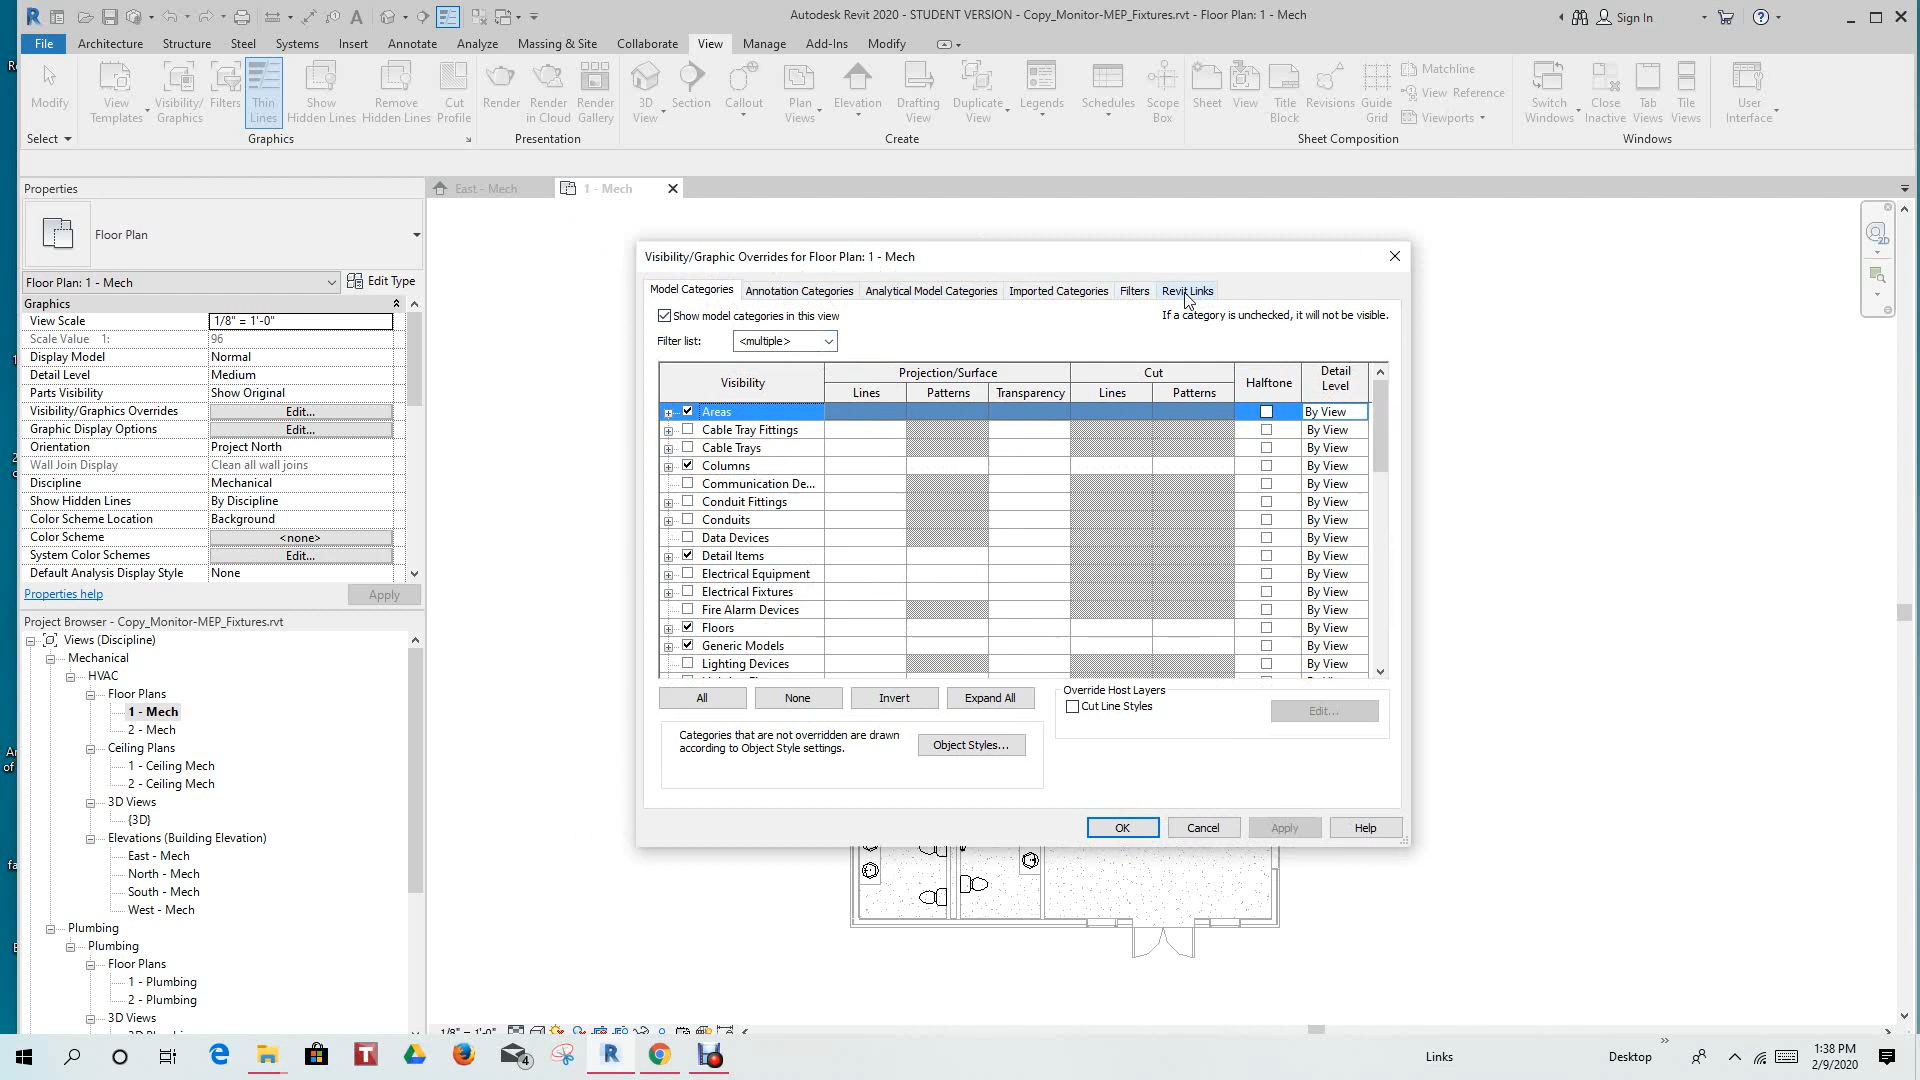 Autodesk Revit 2020 - STUDENT VERSION - Copy_Monitor-MEP_Fixtures.rvt - Floor Plan: 1 - Mech
Sign In
File Architecture Structure Steel Systems Insert Annotate Analyze Massing & Site Collaborate View Manage Add-Ins Modify
Modify
View Templates
Visibility/ Graphics
Filters
Thin Lines
Show Hidden Lines
Remove Hidden Lines
Cut Profile
Render
Render in Cloud
Render Gallery
3D View
Section
Callout
Plan Views
Elevation
Drafting View
Duplicate View
Legends
Schedules
Scope Box
Sheet
View
Title Block
Revisions
Guide Grid
Matchline
View Reference
Viewports
Switch Windows
Close Inactive
Tab Views
Tile Views
User Interface
Select Graphics Presentation Create Sheet Composition Windows
Properties
Floor Plan
Floor Plan: 1 - Mech Edit Type
Graphics
View Scale 1/8" = 1'-0"
Scale Value 1: 96
Display Model Normal
Detail Level Medium
Parts Visibility Show Original
Visibility/Graphics Overrides Edit...
Graphic Display Options Edit...
Orientation Project North
Wall Join Display Clean all wall joins
Discipline Mechanical
Show Hidden Lines By Discipline
Color Scheme Location Background
Color Scheme <none>
System Color Schemes Edit...
Default Analysis Display Style None
Properties help Apply
Project Browser - Copy_Monitor-MEP_Fixtures.rvt
Views (Discipline)
Mechanical
HVAC
Floor Plans
1 - Mech
2 - Mech
Ceiling Plans
1 - Ceiling Mech
2 - Ceiling Mech
3D Views
{3D}
Elevations (Building Elevation)
East - Mech
North - Mech
South - Mech
West - Mech
Plumbing
Plumbing
Floor Plans
1 - Plumbing
2 - Plumbing
3D Views
East - Mech
1 - Mech
Visibility/Graphic Overrides for Floor Plan: 1 - Mech
Model Categories Annotation Categories Analytical Model Categories Imported Categories Filters Revit Links
Show model categories in this view If a category is unchecked, it will not be visible.
Filter list: <multiple>
Visibility Projection/Surface Cut Halftone Detail Level
Lines Patterns Transparency Lines Patterns
Areas By View
Cable Tray Fittings By View
Cable Trays By View
Columns By View
Communication De... By View
Conduit Fittings By View
Conduits By View
Data Devices By View
Detail Items By View
Electrical Equipment By View
Electrical Fixtures By View
Fire Alarm Devices By View
Floors By View
Generic Models By View
Lighting Devices By View
All None Invert Expand All
Override Host Layers
Cut Line Styles Edit...
Categories that are not overridden are drawn
according to Object Style settings.
Object Styles...
OK Cancel Apply Help
1/8" = 1'-0"
Links Desktop
1:38 PM
2/9/2020